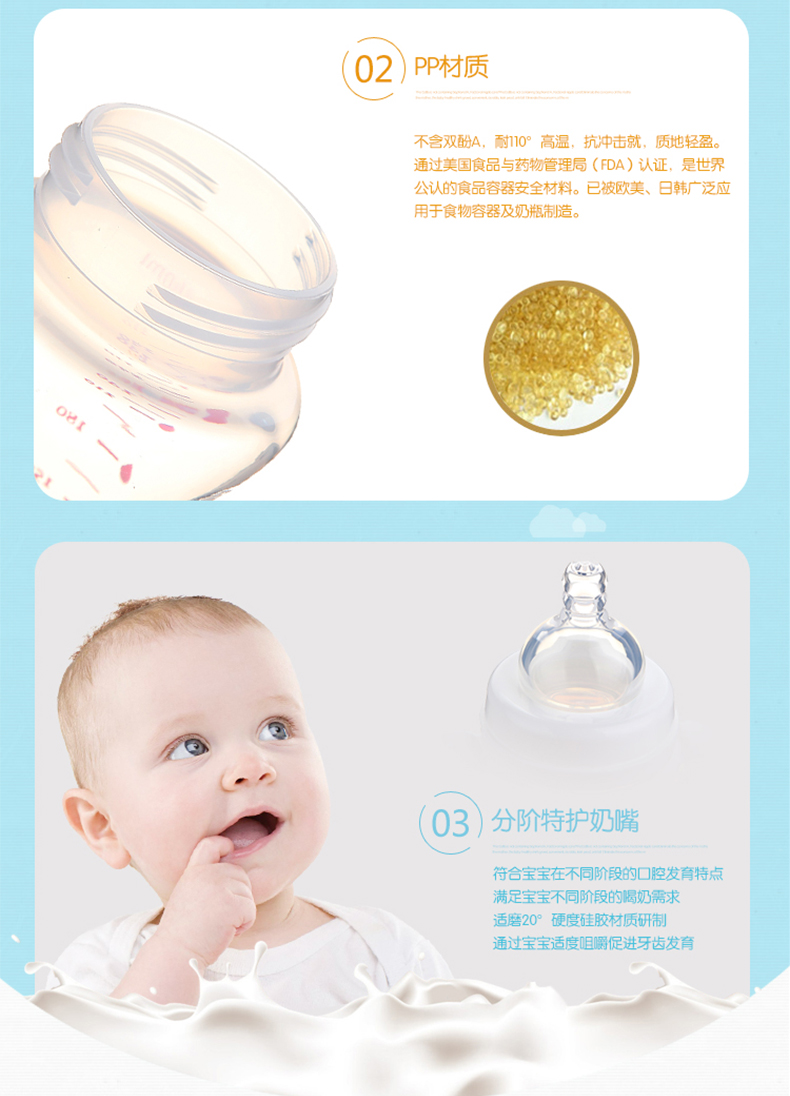 02
PP材质
不含双酚A，耐110°高温，抗冲击就，质地轻盈。
通过美国食品与药物管理局（FDA）认证，是世界
公认的食品容器安全材料。已被欧美、日韩广泛应
用于食物容器及奶瓶制造。
180
03
分阶特护奶嘴
符合宝宝在不同阶段的口腔发育特点
满足宝宝不同阶段的喝奶需求
适磨20°硬度硅胶材质研制
通过宝宝适度咀嚼促进牙齿发育